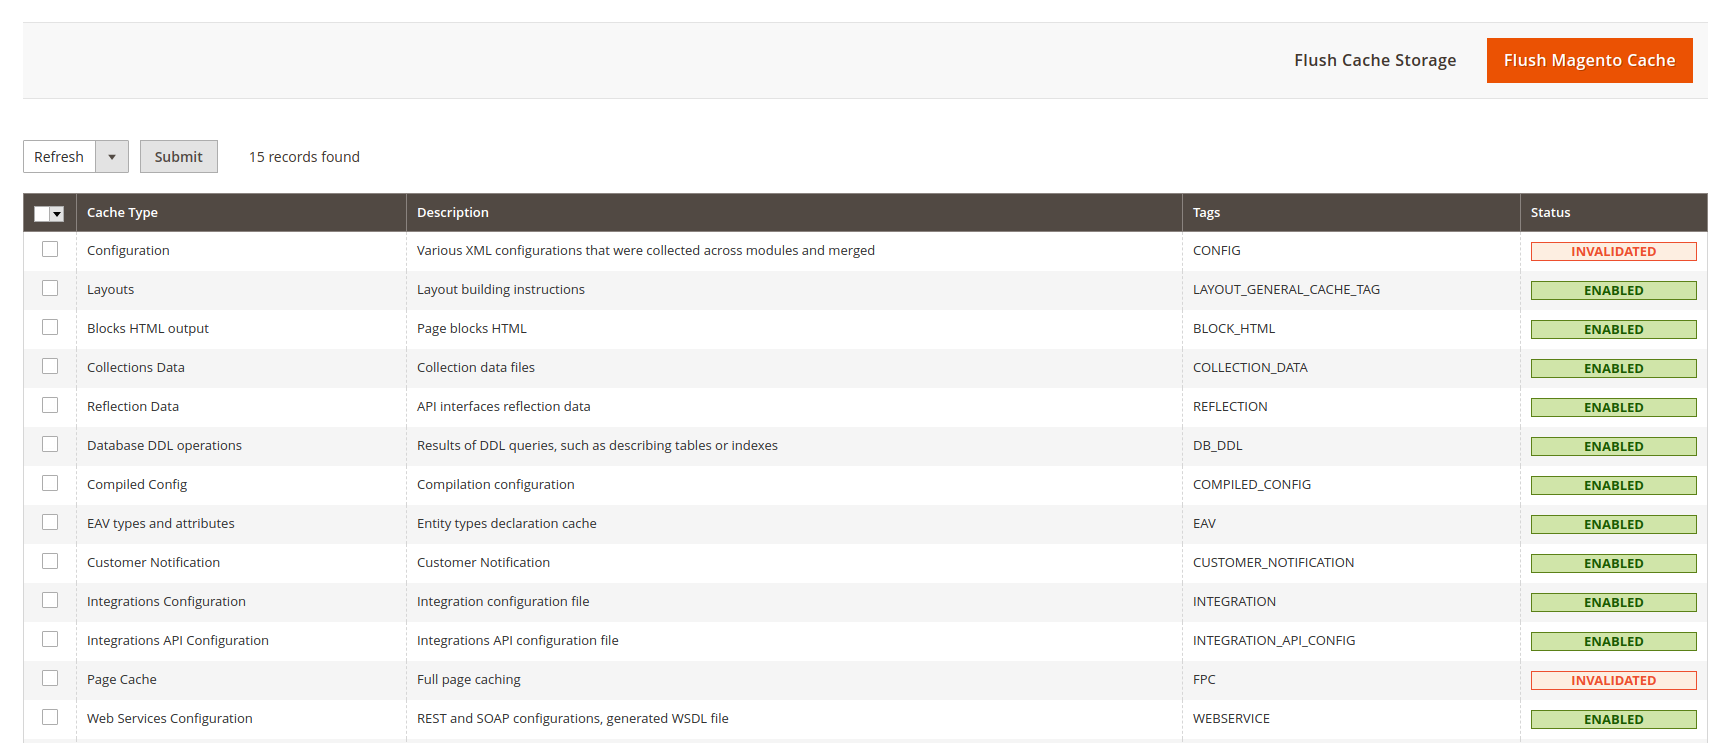 Flush Cache Storage Flush Magento Cache
Refresh Submit 15 records found
Cache Type Description Tags Status
Configuration Various XML configurations that were collected across modules and merged CONFIG INVALIDATED
Layouts Layout building instructions LAYOUT_GENERAL_CACHE_TAG ENABLED
Blocks HTML output Page blocks HTML BLOCK_HTML ENABLED
Collections Data Collection data files COLLECTION_DATA ENABLED
Reflection Data API interfaces reflection data REFLECTION ENABLED
Database DDL operations Results of DDL queries, such as describing tables or indexes DB_DDL ENABLED
Compiled Config Compilation configuration COMPILED_CONFIG ENABLED
EAV types and attributes Entity types declaration cache EAV ENABLED
Customer Notification Customer Notification CUSTOMER_NOTIFICATION ENABLED
Integrations Configuration Integration configuration file INTEGRATION ENABLED
Integrations API Configuration Integrations API configuration file INTEGRATION_API_CONFIG ENABLED
Page Cache Full page caching FPC INVALIDATED
Web Services Configuration REST and SOAP configurations, generated WSDL file WEBSERVICE ENABLED